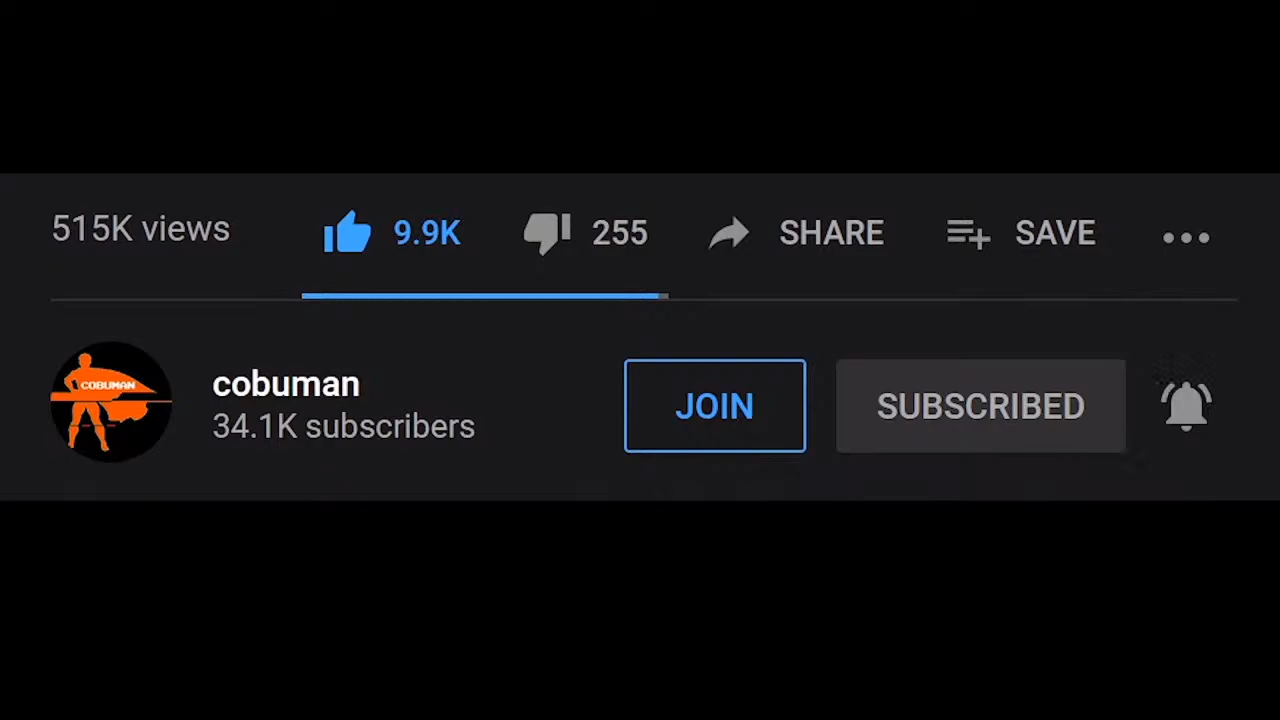 515K views 9.9K 255 SHARE SAVE
COBUMAN
cobuman
34.1K subscribers
JOIN SUBSCRIBED